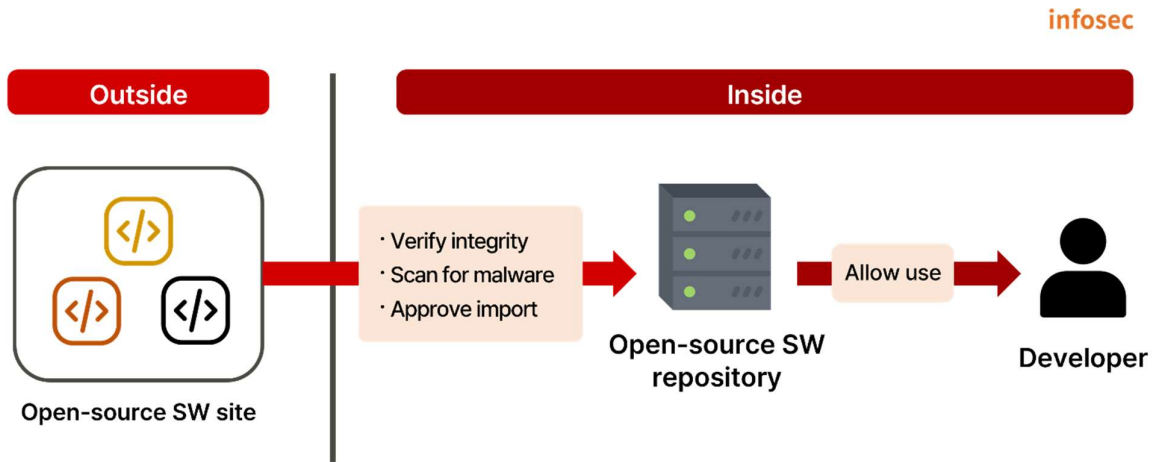 infosec
Outside
Inside
· Verify integrity
· Scan for malware
· Approve import
Allow use
Open-source SW
repository
Developer
Open-source SW site